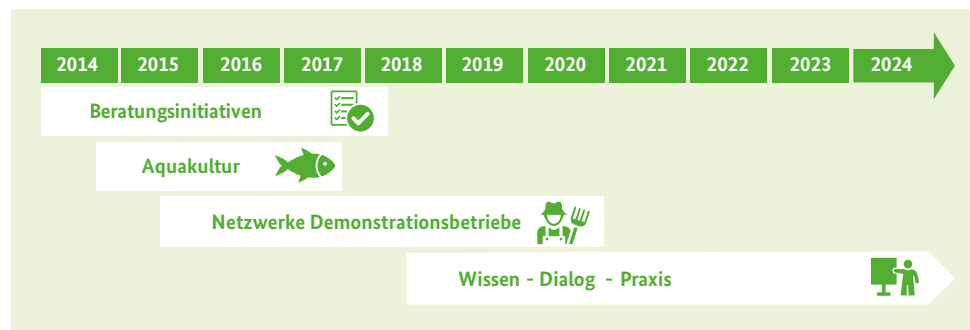 2014 2015 2016 2017 2018 2019 2020 2021 2022 2023 2024
Beratungsinitiativen
Aquakultur
Netzwerke Demonstrationsbetriebe
Wissen - Dialog - Praxis